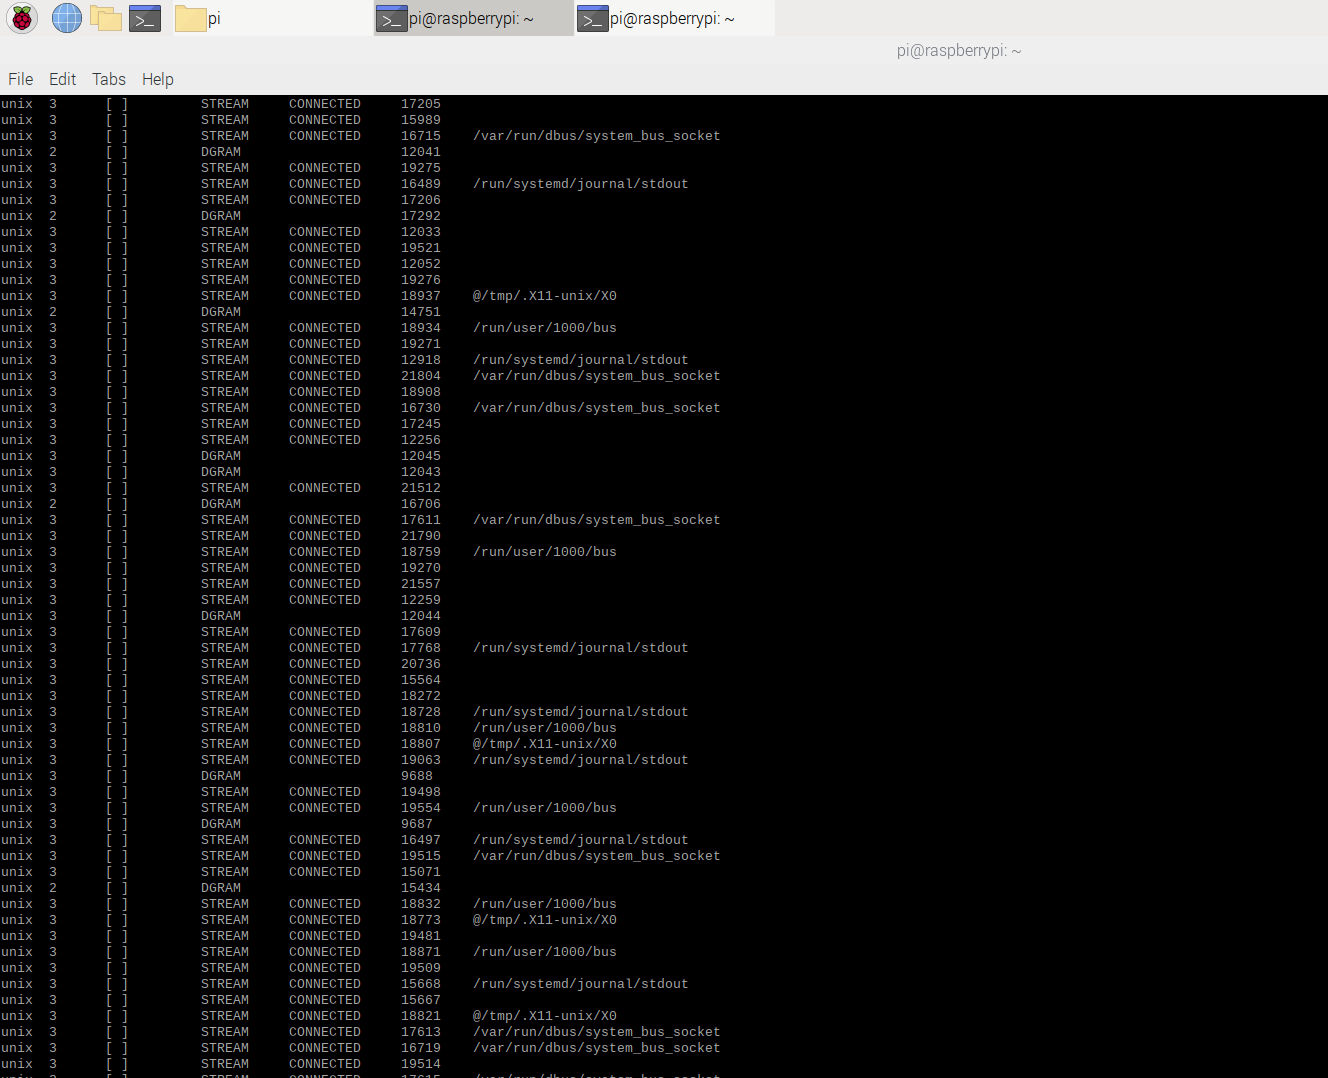 pi pi@raspberrypi: ~ pi@raspberrypi: ~
pi@raspberrypi: ~
File Edit Tabs Help
unix 3 [ ] STREAM CONNECTED 17205
unix 3 [ ] STREAM CONNECTED 15989
unix 3 [ ] STREAM CONNECTED 16715 /var/run/dbus/system_bus_socket
unix 2 [ ] DGRAM 12041
unix 3 [ ] STREAM CONNECTED 19275
unix 3 [ ] STREAM CONNECTED 16489 /run/systemd/journal/stdout
unix 3 [ ] STREAM CONNECTED 17206
unix 2 [ ] DGRAM 17292
unix 3 [ ] STREAM CONNECTED 12033
unix 3 [ ] STREAM CONNECTED 19521
unix 3 [ ] STREAM CONNECTED 12052
unix 3 [ ] STREAM CONNECTED 19276
unix 3 [ ] STREAM CONNECTED 18937 @/tmp/.X11-unix/X0
unix 2 [ ] DGRAM 14751
unix 3 [ ] STREAM CONNECTED 18934 /run/user/1000/bus
unix 3 [ ] STREAM CONNECTED 19271
unix 3 [ ] STREAM CONNECTED 12918 /run/systemd/journal/stdout
unix 3 [ ] STREAM CONNECTED 21804 /var/run/dbus/system_bus_socket
unix 3 [ ] STREAM CONNECTED 18908
unix 3 [ ] STREAM CONNECTED 16730 /var/run/dbus/system_bus_socket
unix 3 [ ] STREAM CONNECTED 17245
unix 3 [ ] STREAM CONNECTED 12256
unix 3 [ ] DGRAM 12045
unix 3 [ ] DGRAM 12043
unix 3 [ ] STREAM CONNECTED 21512
unix 2 [ ] DGRAM 16706
unix 3 [ ] STREAM CONNECTED 17611 /var/run/dbus/system_bus_socket
unix 3 [ ] STREAM CONNECTED 21790
unix 3 [ ] STREAM CONNECTED 18759 /run/user/1000/bus
unix 3 [ ] STREAM CONNECTED 19270
unix 3 [ ] STREAM CONNECTED 21557
unix 3 [ ] STREAM CONNECTED 12259
unix 3 [ ] DGRAM 12044
unix 3 [ ] STREAM CONNECTED 17609
unix 3 [ ] STREAM CONNECTED 17768 /run/systemd/journal/stdout
unix 3 [ ] STREAM CONNECTED 20736
unix 3 [ ] STREAM CONNECTED 15564
unix 3 [ ] STREAM CONNECTED 18272
unix 3 [ ] STREAM CONNECTED 18728 /run/systemd/journal/stdout
unix 3 [ ] STREAM CONNECTED 18810 /run/user/1000/bus
unix 3 [ ] STREAM CONNECTED 18807 @/tmp/.X11-unix/X0
unix 3 [ ] STREAM CONNECTED 19063 /run/systemd/journal/stdout
unix 3 [ ] DGRAM 9688
unix 3 [ ] STREAM CONNECTED 19498
unix 3 [ ] STREAM CONNECTED 19554 /run/user/1000/bus
unix 3 [ ] DGRAM 9687
unix 3 [ ] STREAM CONNECTED 16497 /run/systemd/journal/stdout
unix 3 [ ] STREAM CONNECTED 19515 /var/run/dbus/system_bus_socket
unix 3 [ ] STREAM CONNECTED 15071
unix 2 [ ] DGRAM 15434
unix 3 [ ] STREAM CONNECTED 18832 /run/user/1000/bus
unix 3 [ ] STREAM CONNECTED 18773 @/tmp/.X11-unix/X0
unix 3 [ ] STREAM CONNECTED 19481
unix 3 [ ] STREAM CONNECTED 18871 /run/user/1000/bus
unix 3 [ ] STREAM CONNECTED 19509
unix 3 [ ] STREAM CONNECTED 15668 /run/systemd/journal/stdout
unix 3 [ ] STREAM CONNECTED 15667
unix 3 [ ] STREAM CONNECTED 18821 @/tmp/.X11-unix/X0
unix 3 [ ] STREAM CONNECTED 17613 /var/run/dbus/system_bus_socket
unix 3 [ ] STREAM CONNECTED 16719 /var/run/dbus/system_bus_socket
unix 3 [ ] STREAM CONNECTED 19514
unix [ ] STREAM CONNECTED /var/run/dbus/system_bus_socket